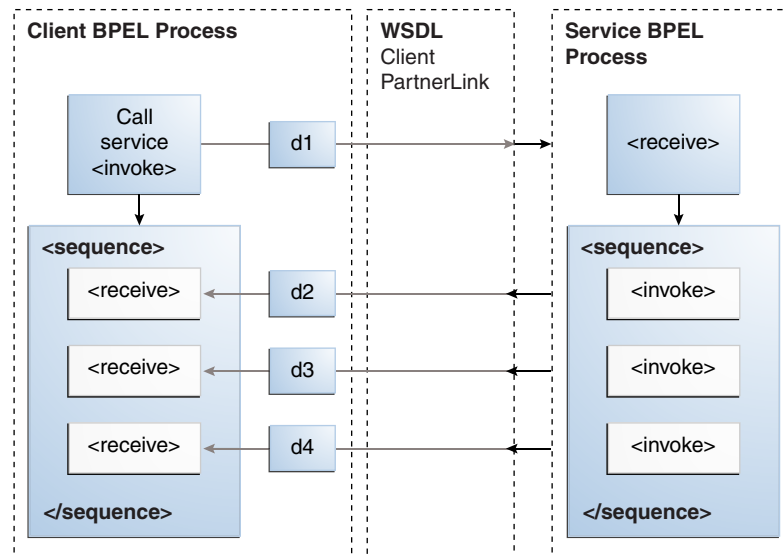 Client BPEL Process
WSDL
Client
PartnerLink
Service BPEL
Process
Call
service
<invoke>
d1
<receive>
<sequence>
<receive>
d2
<receive>
d3
<receive>
d4
</sequence>
<sequence>
<invoke>
<invoke>
<invoke>
</sequence>